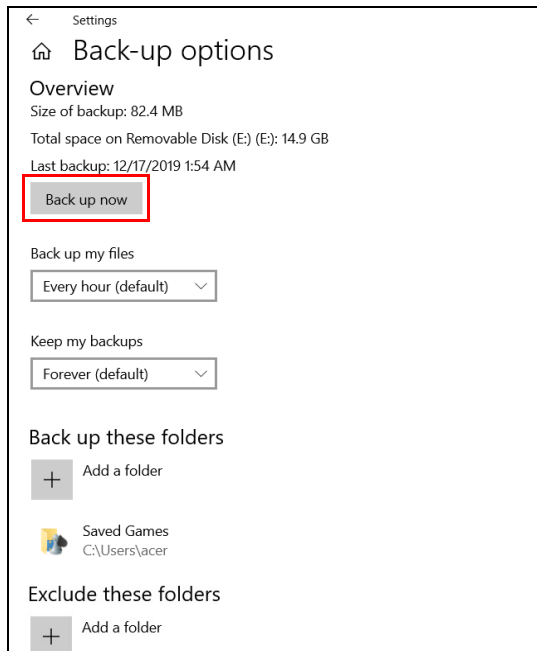 Settings
Back-up options
Overview
Size of backup: 82.4 MB
Total space on Removable Disk (E:) (E:): 14.9 GB
Last backup: 12/17/2019 1:54 AM
Back up now
Back up my files
Every hour (default)
Keep my backups
Forever (default)
Back up these folders
Add a folder
Saved Games
C:\Users\acer
Exclude these folders
Add a folder